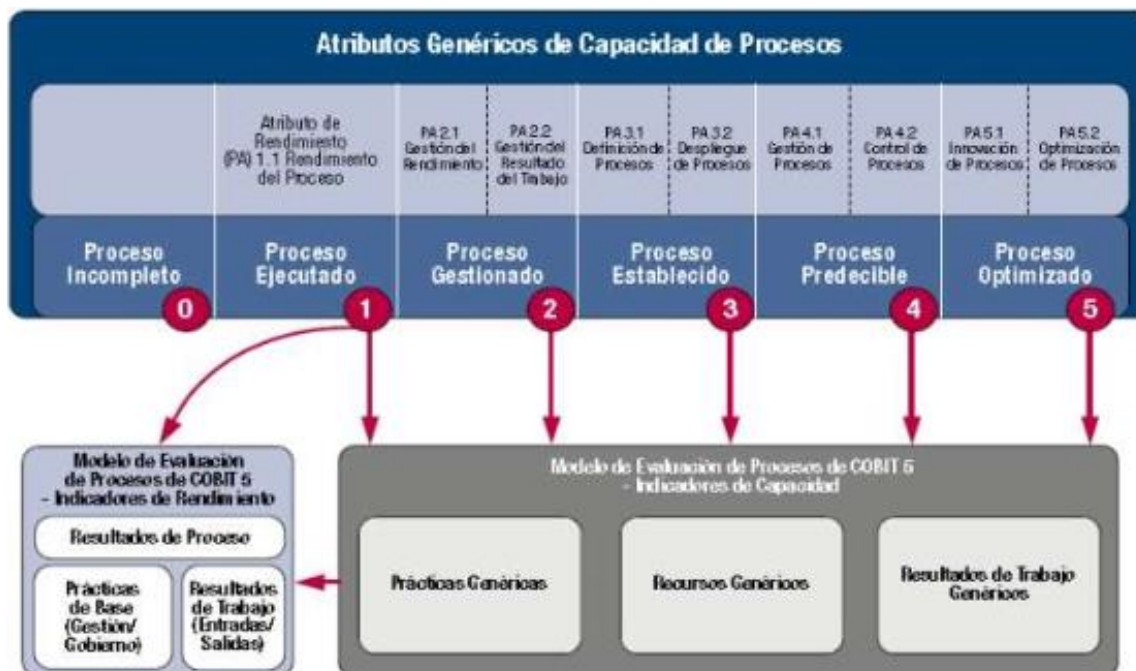 Atributos Genéricos de Capacidad de Procesos
Atributo de
Rendimiento
(PA) 1.1 Rendimiento
del Proceso
PA 2.1
Gestión del
Rendimiento
PA 2.2
Gestión del
Resultado
del Trabajo
PA 3.1
Definición de
Procesos
PA 3.2
Despliegue
de Procesos
PA 4.1
Gestión de
Procesos
PA 4.2
Control de
Procesos
PA 5.1
Innovación
de Procesos
PA 5.2
Optimización
de Procesos
Proceso
Incompleto
0
Proceso
Ejecutado
1
Proceso
Gestionado
2
Proceso
Establecido
3
Proceso
Predecible
4
Proceso
Optimizado
5
Modelo de Evaluación
de Procesos de COBIT 5
– Indicadores de Rendimiento
Resultados de Proceso
Prácticas
de Base
(Gestión/
Gobierno)
Resultados
de Trabajo
(Entradas/
Salidas)
Modelo de Evaluación de Procesos de COBIT 5
– Indicadores de Capacidad
Prácticas Genéricas
Recursos Genéricos
Resultados de Trabajo
Genéricos